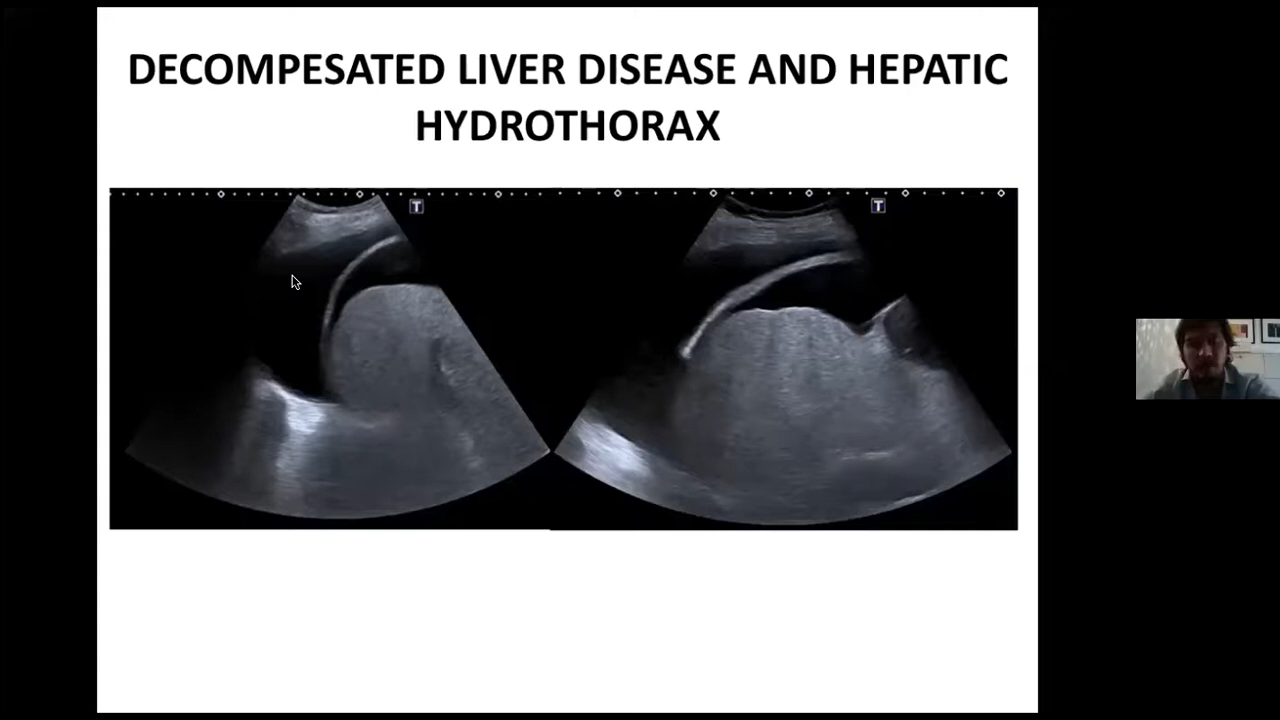 DECOMPESATED LIVER DISEASE AND HEPATIC
HYDROTHORAX
T
T